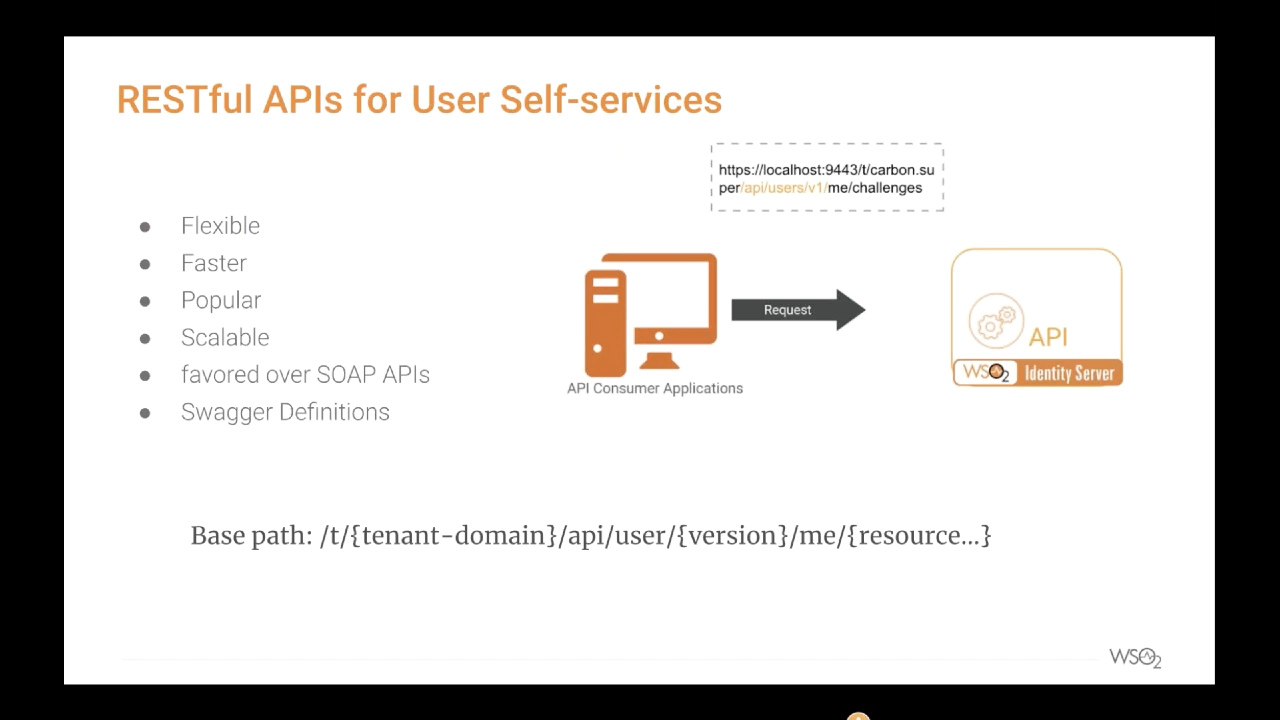 RESTful APIs for User Self-services
https://localhost:9443/t/carbon.su
per/api/users/v1/me/challenges
● Flexible
● Faster
● Popular
● Scalable
● favored over SOAP APIs
● Swagger Definitions
Request
API
WSO2 Identity Server
API Consumer Applications
Base path: /t/{tenant-domain}/api/user/{version}/me/{resource...}
WSO2